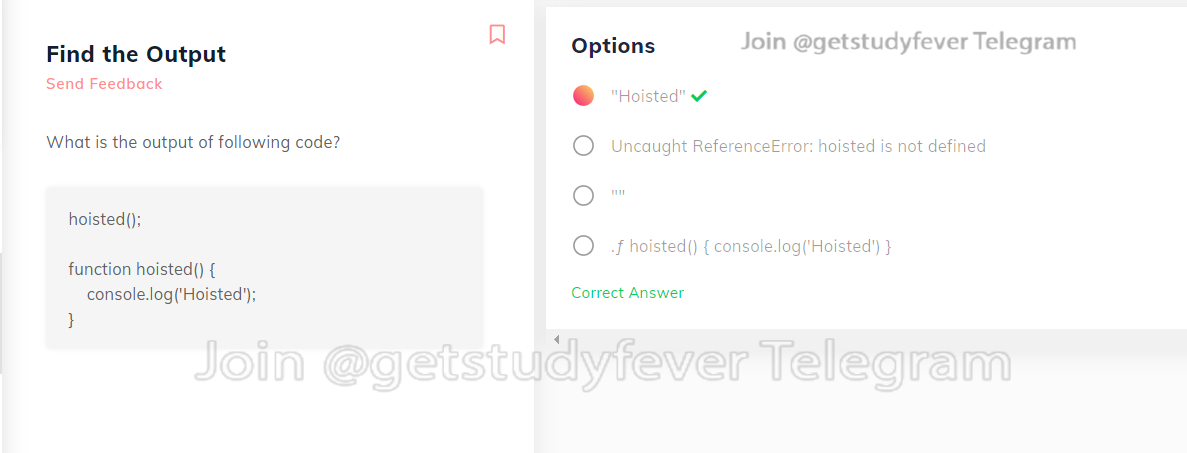 Find the Output
Send Feedback
What is the output of following code?
hoisted();
function hoisted() {
console.log('Hoisted');
}
Options
Join @getstudyfever Telegram
"Hoisted"
Uncaught ReferenceError: hoisted is not defined
""
.ƒ hoisted() { console.log('Hoisted') }
Correct Answer
Join @getstudyfever Telegram